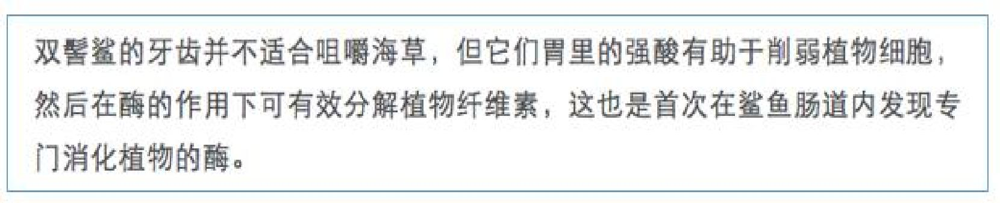 双髻鲨的牙齿并不适合咀嚼海草，但它们胃里的强酸有助于削弱植物细胞，
然后在酶的作用下可有效分解植物纤维素，这也是首次在鲨鱼肠道内发现专
门消化植物的酶。